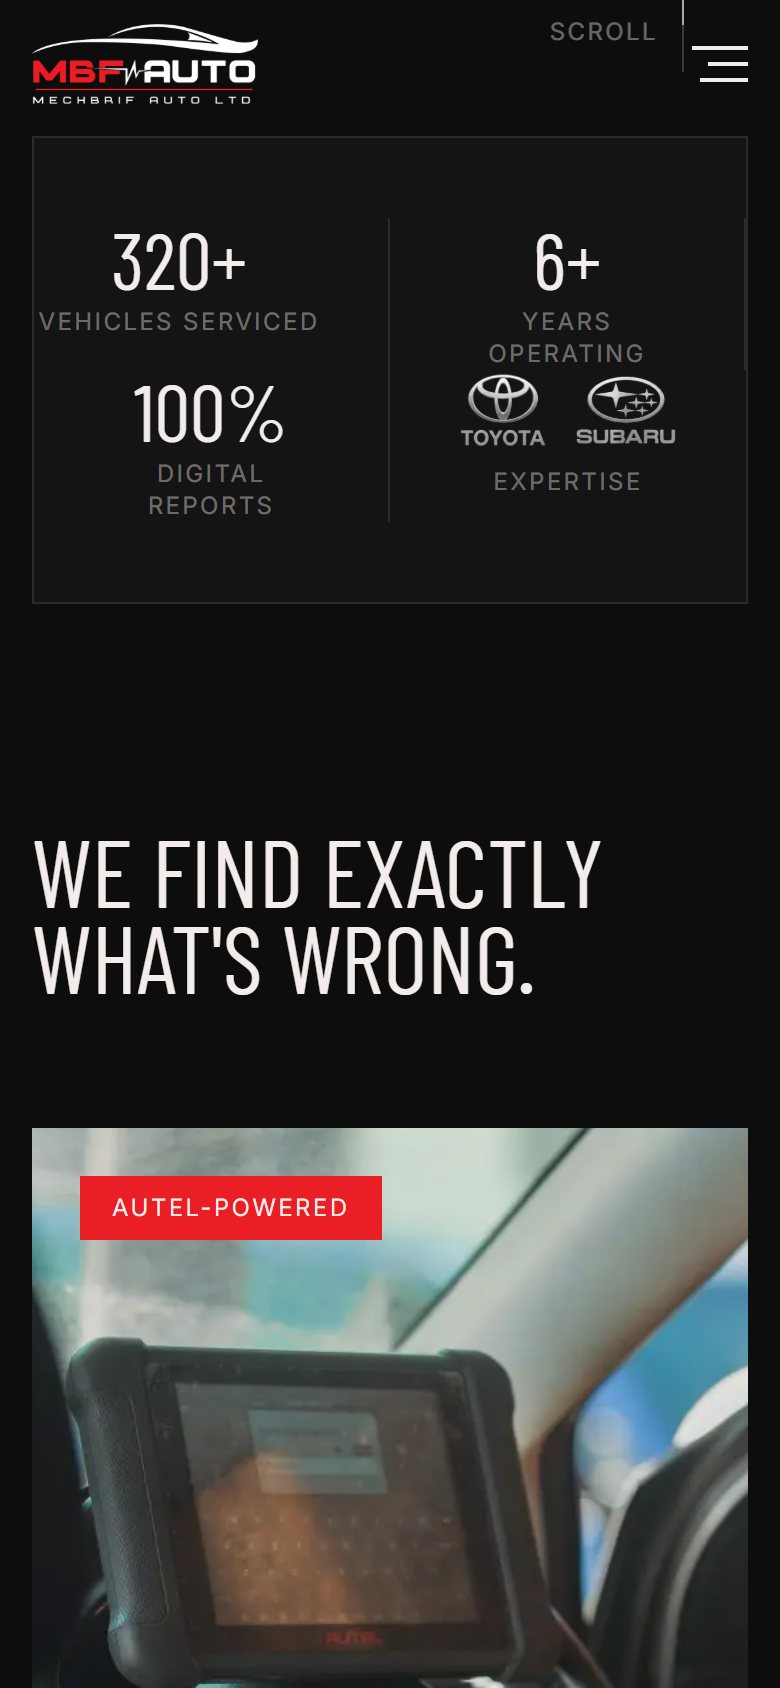 SCROLL
MBF AUTO
MECHBRIF AUTO LTD
320+
VEHICLES SERVICED
6+
YEARS
OPERATING
100%
DIGITAL
REPORTS
TOYOTA
SUBARU
EXPERTISE
WE FIND EXACTLY
WHAT'S WRONG.
AUTEL-POWERED
AUTEL